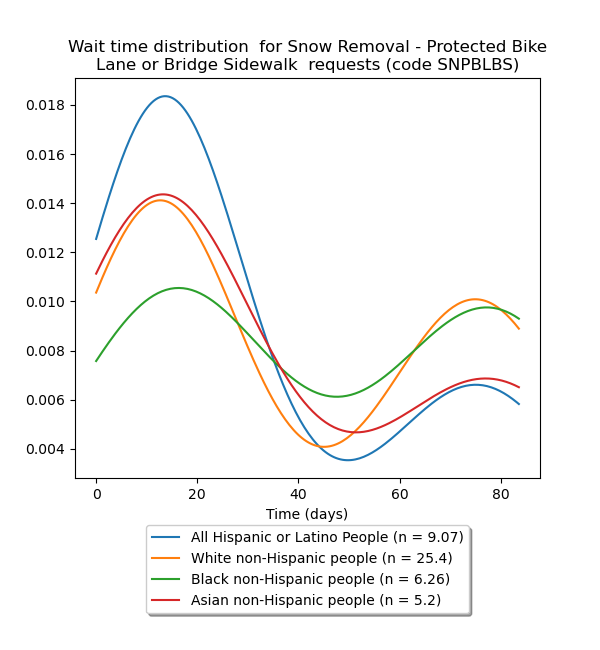 Wait time distribution  for Snow Removal - Protected Bike
Lane or Bridge Sidewalk  requests (code SNPBLBS)
0.018
0.016
0.014
0.012
0.010
0.008
0.006
0.004
0 20 40 60 80
Time (days)
All Hispanic or Latino People (n = 9.07)
White non-Hispanic people (n = 25.4)
Black non-Hispanic people (n = 6.26)
Asian non-Hispanic people (n = 5.2)